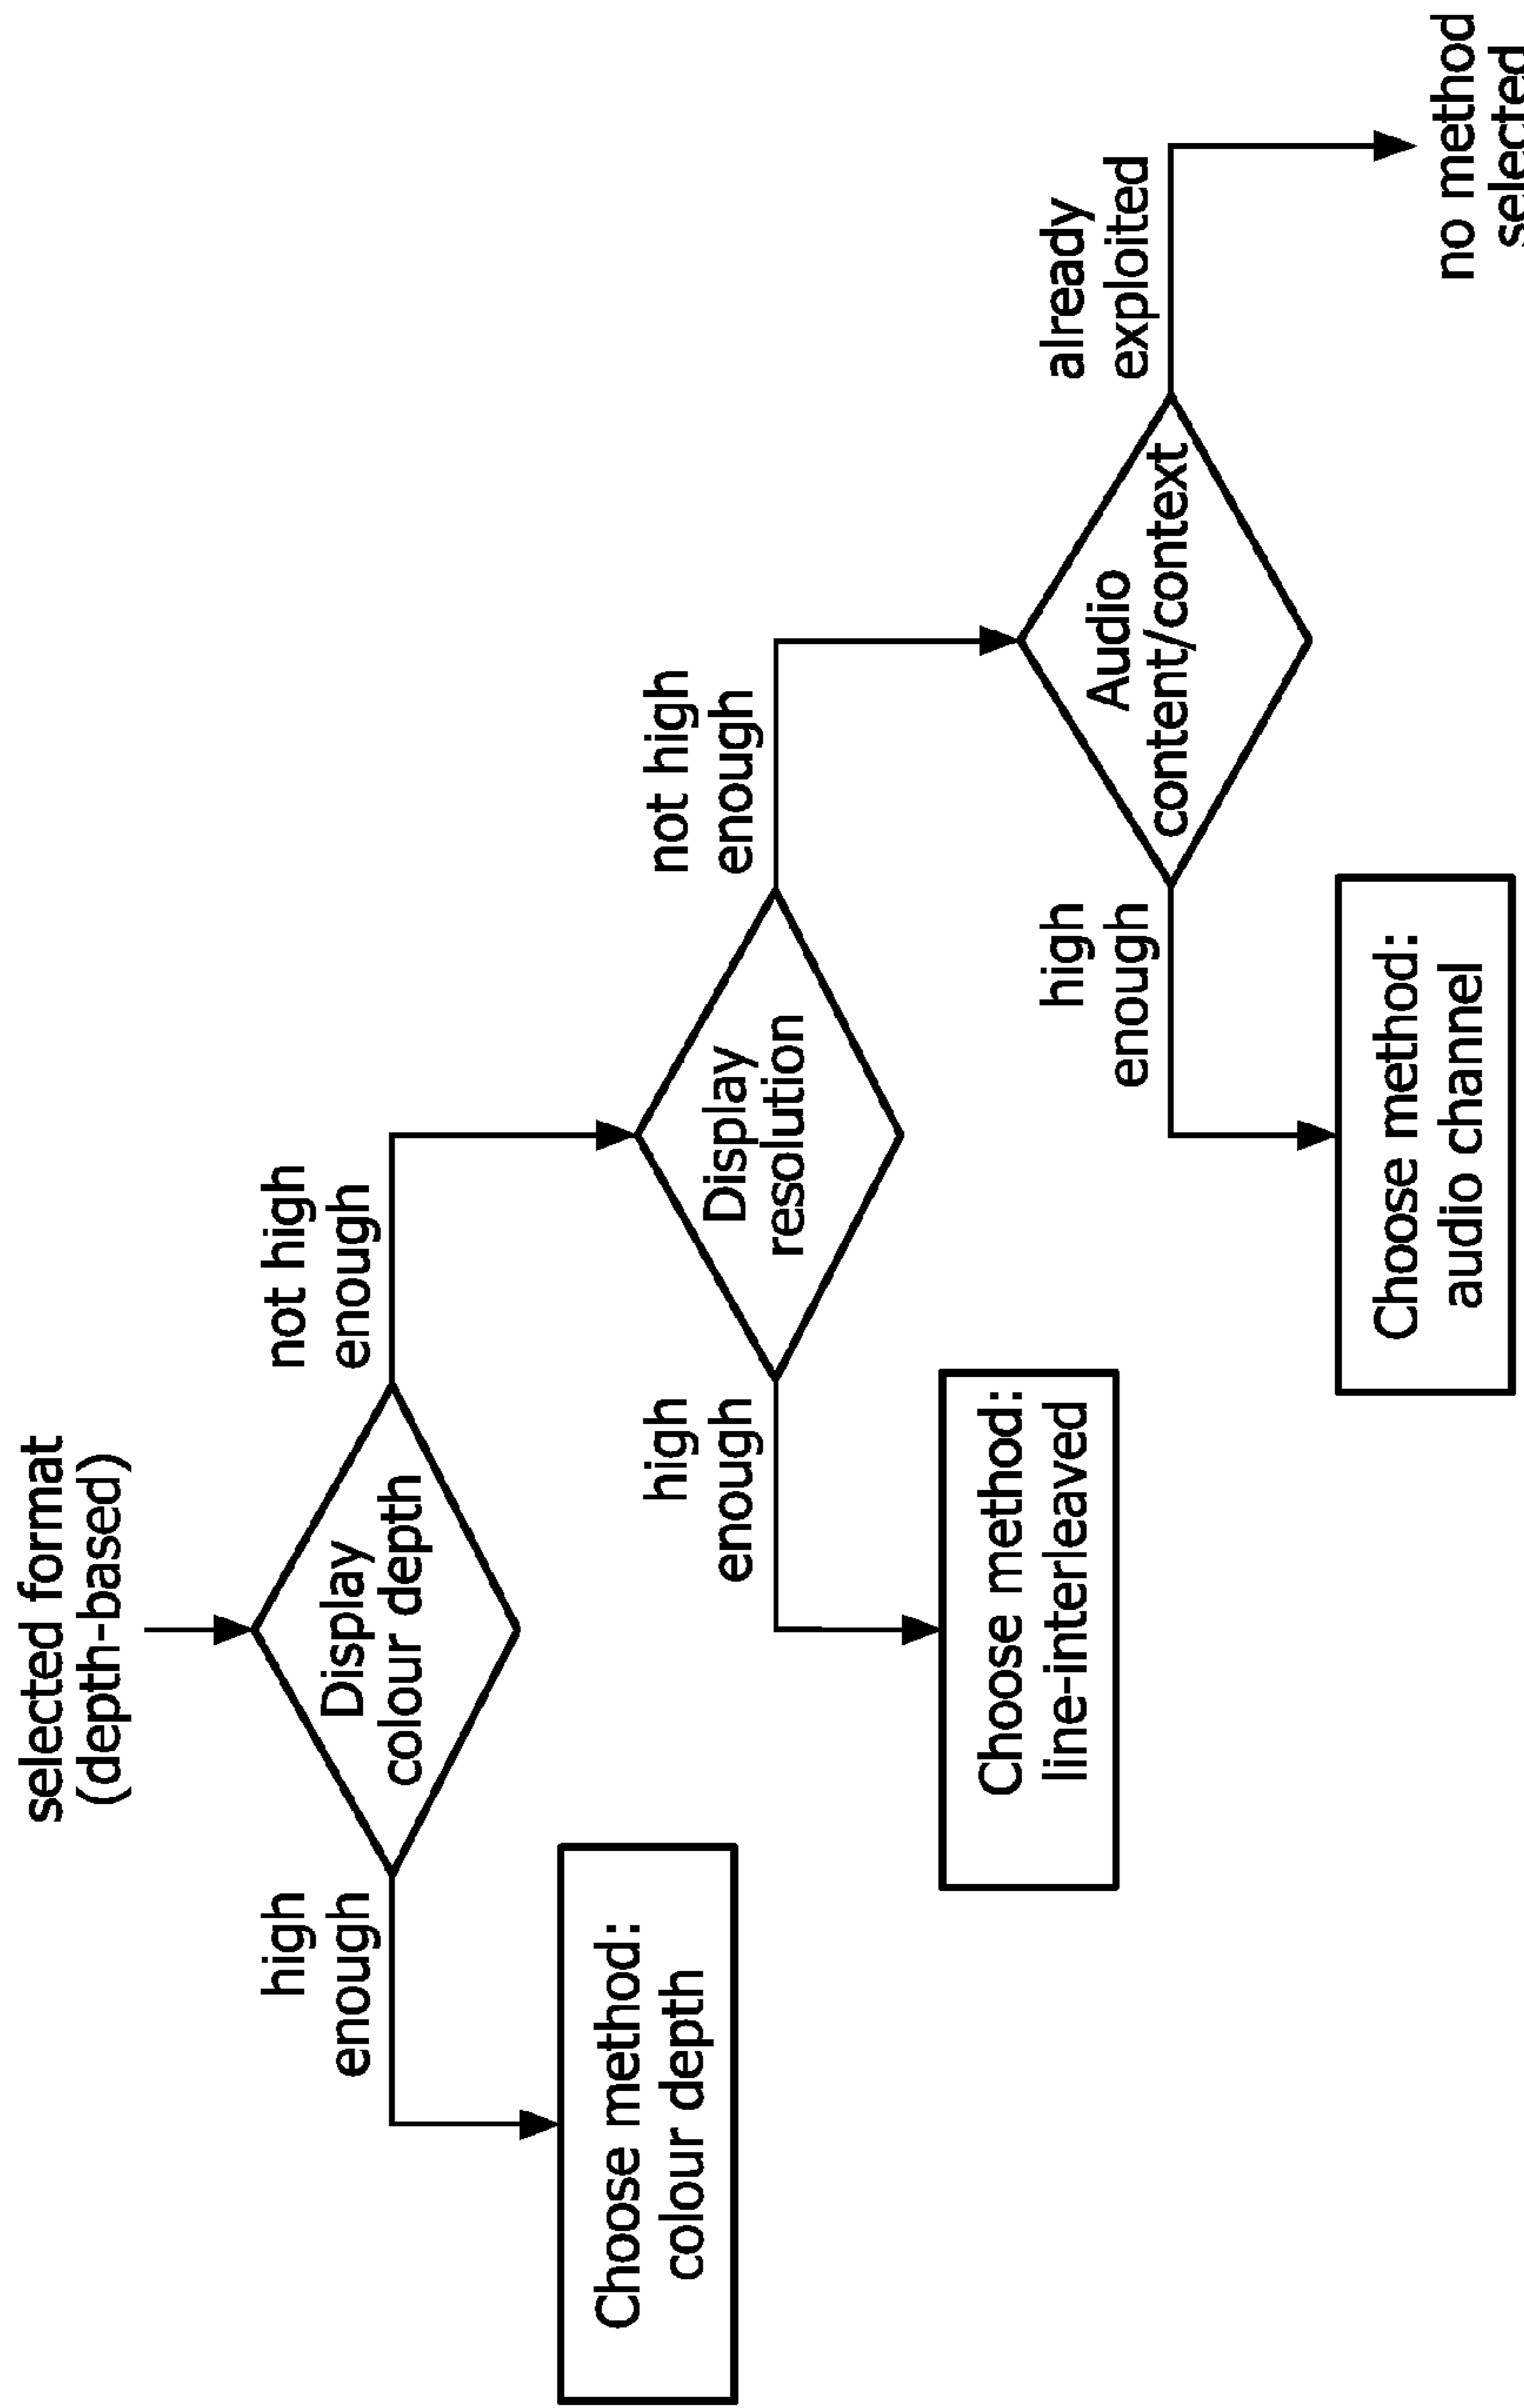 selected format
(depth-based)
Display
colour depth
high
enough
not high
enough
Choose method:
colour depth
Display
resolution
high
enough
not high
enough
Choose method:
line-interleaved
Audio
content/context
high
enough
already
exploited
Choose method:
audio channel
no method
selected